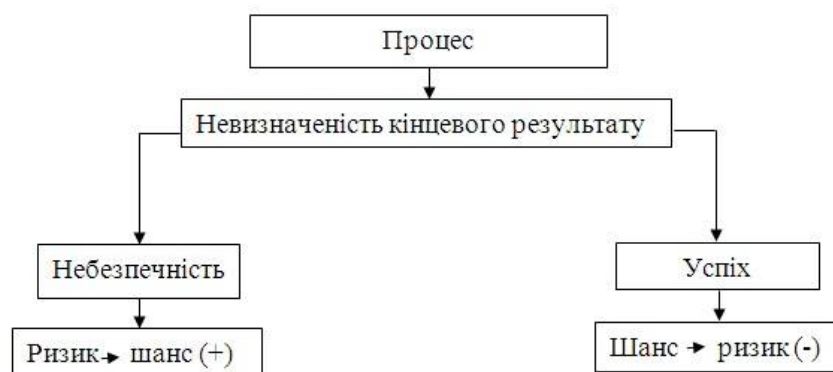 Процес
Невизначеність кінцевого результату
Небезпечність
Успіх
Ризик → шанс (+)
Шанс → ризик (-)